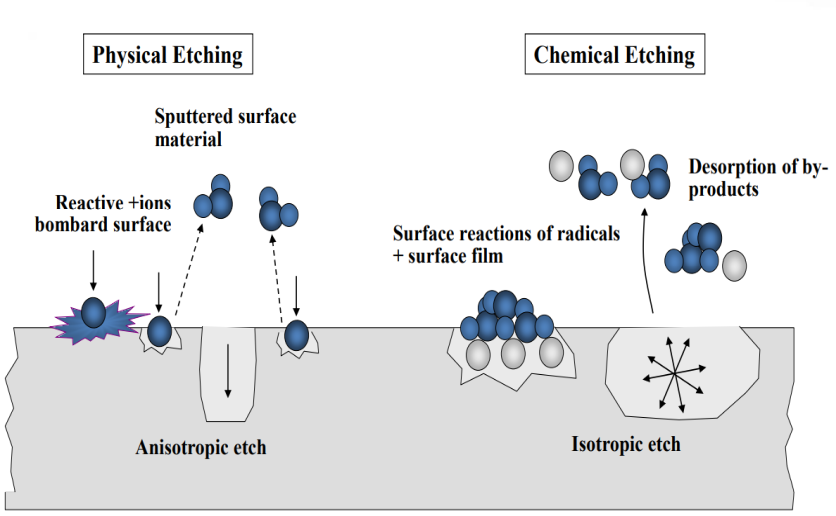 Physical Etching
Chemical Etching
Sputtered surface
material
Reactive +ions
bombard surface
Desorption of by-
products
Surface reactions of radicals
+ surface film
Anisotropic etch
Isotropic etch